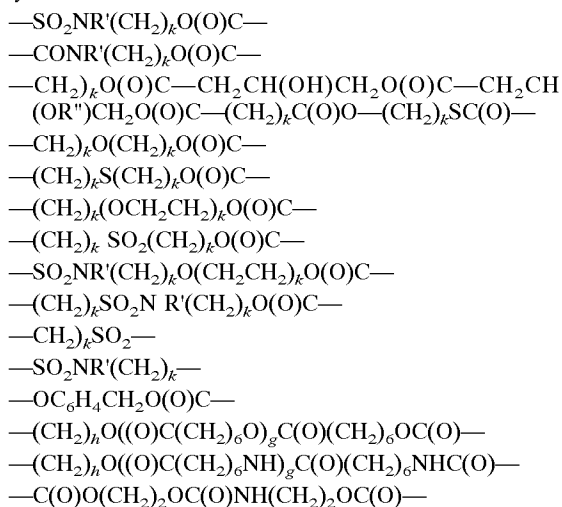 —SO₂NR'(CH₂)ₖO(O)C—
—CONR'(CH₂)ₖO(O)C—
—CH₂)ₖO(O)C—CH₂CH(OH)CH₂O(O)C—CH₂CH
(OR")CH₂O(O)C—(CH₂)ₖC(O)O—(CH₂)ₖSC(O)—
—CH₂)ₖO(CH₂)ₖO(O)C—
—(CH₂)ₖS(CH₂)ₖO(O)C—
—(CH₂)ₖ(OCH₂CH₂)ₖO(O)C—
—(CH₂)ₖ SO₂(CH₂)ₖO(O)C—
—SO₂NR'(CH₂)ₖO(CH₂CH₂)ₖO(O)C—
—(CH₂)ₖSO₂N R'(CH₂)ₖO(O)C—
—CH₂)ₖSO₂—
—SO₂NR'(CH₂)ₖ—
—OC₆H₄CH₂O(O)C—
—(CH₂)ₕO((O)C(CH₂)₆O)gC(O)(CH₂)₆OC(O)—
—(CH₂)ₕO((O)C(CH₂)₆NH)gC(O)(CH₂)₆NHC(O)—
—C(O)O(CH₂)₂OC(O)NH(CH₂)₂OC(O)—